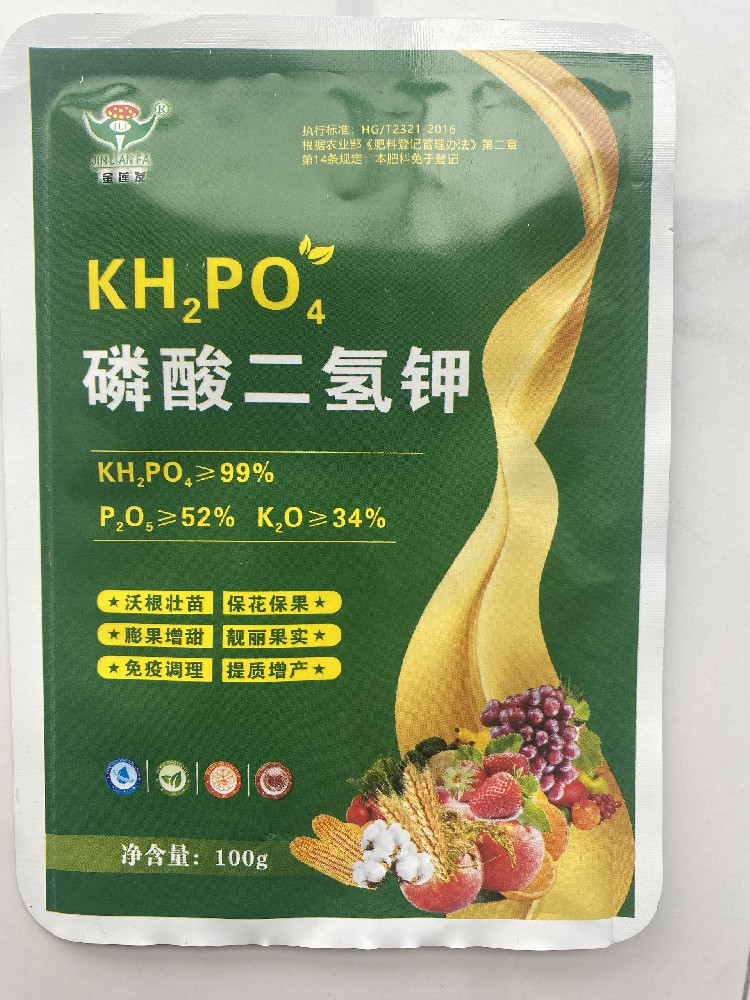 R
JLF
JIN LIAN FA
金莲发
执行标准：HG/T2321-2016
根据农业部《肥料登记管理办法》第二章
第14条规定：本肥料免于登记
KH₂PO₄
磷酸二氢钾
KH₂PO₄≥99%
P₂O₅≥52% K₂O≥34%
★沃根壮苗 保花保果★
★膨果增甜 靓丽果实★
★免疫调理 提质增产★
净含量：100g